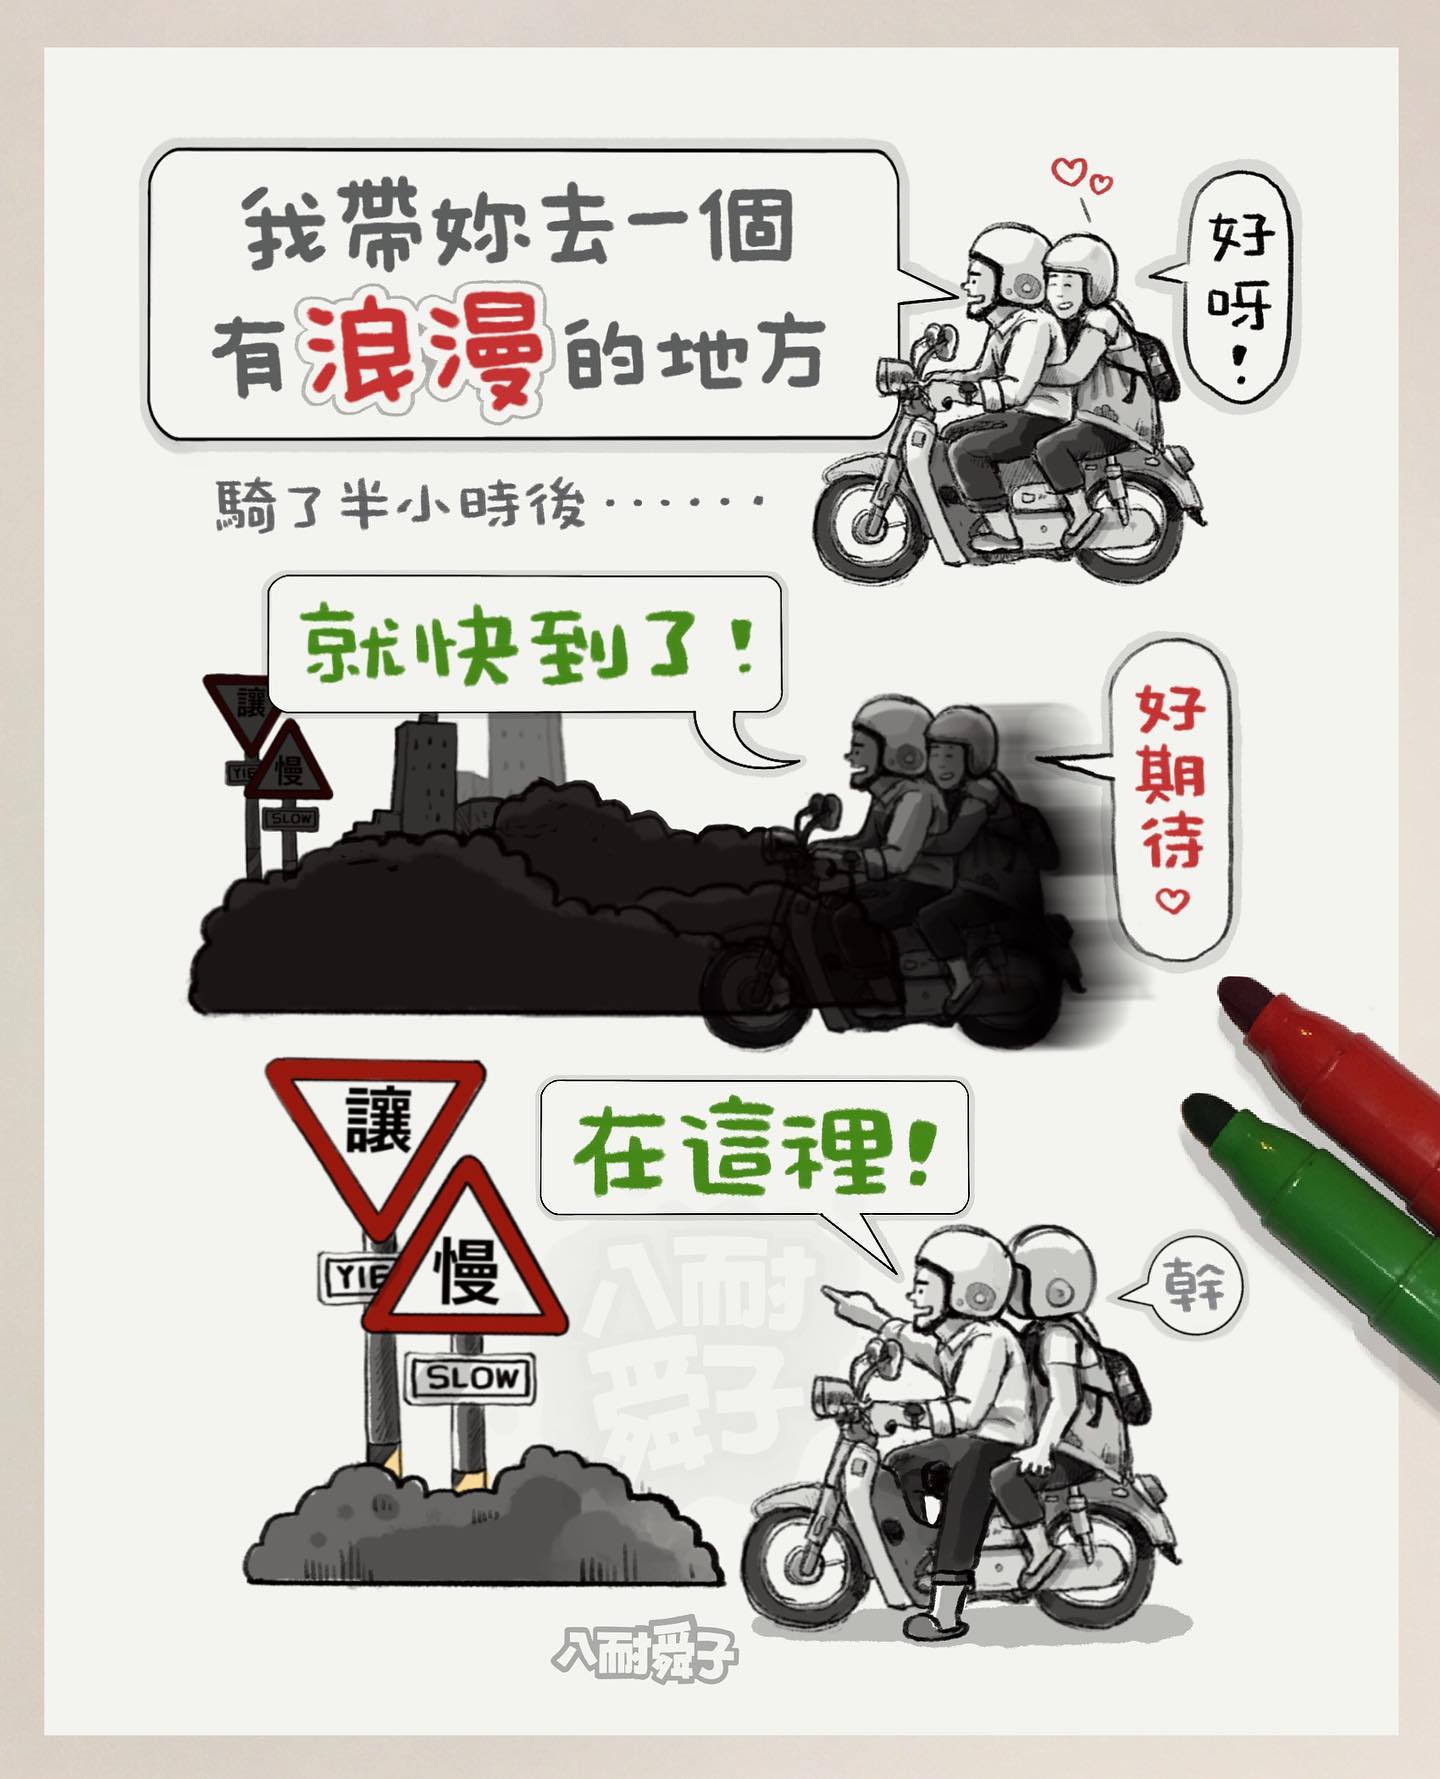 我帶妳去一個
有浪漫的地方
好呀！
騎了半小時後······
就快到了！
讓
YIE
慢
SLOW
好期待♡
讓
YIE
慢
SLOW
在這裡！
幹
八耐舜子
八耐舜子